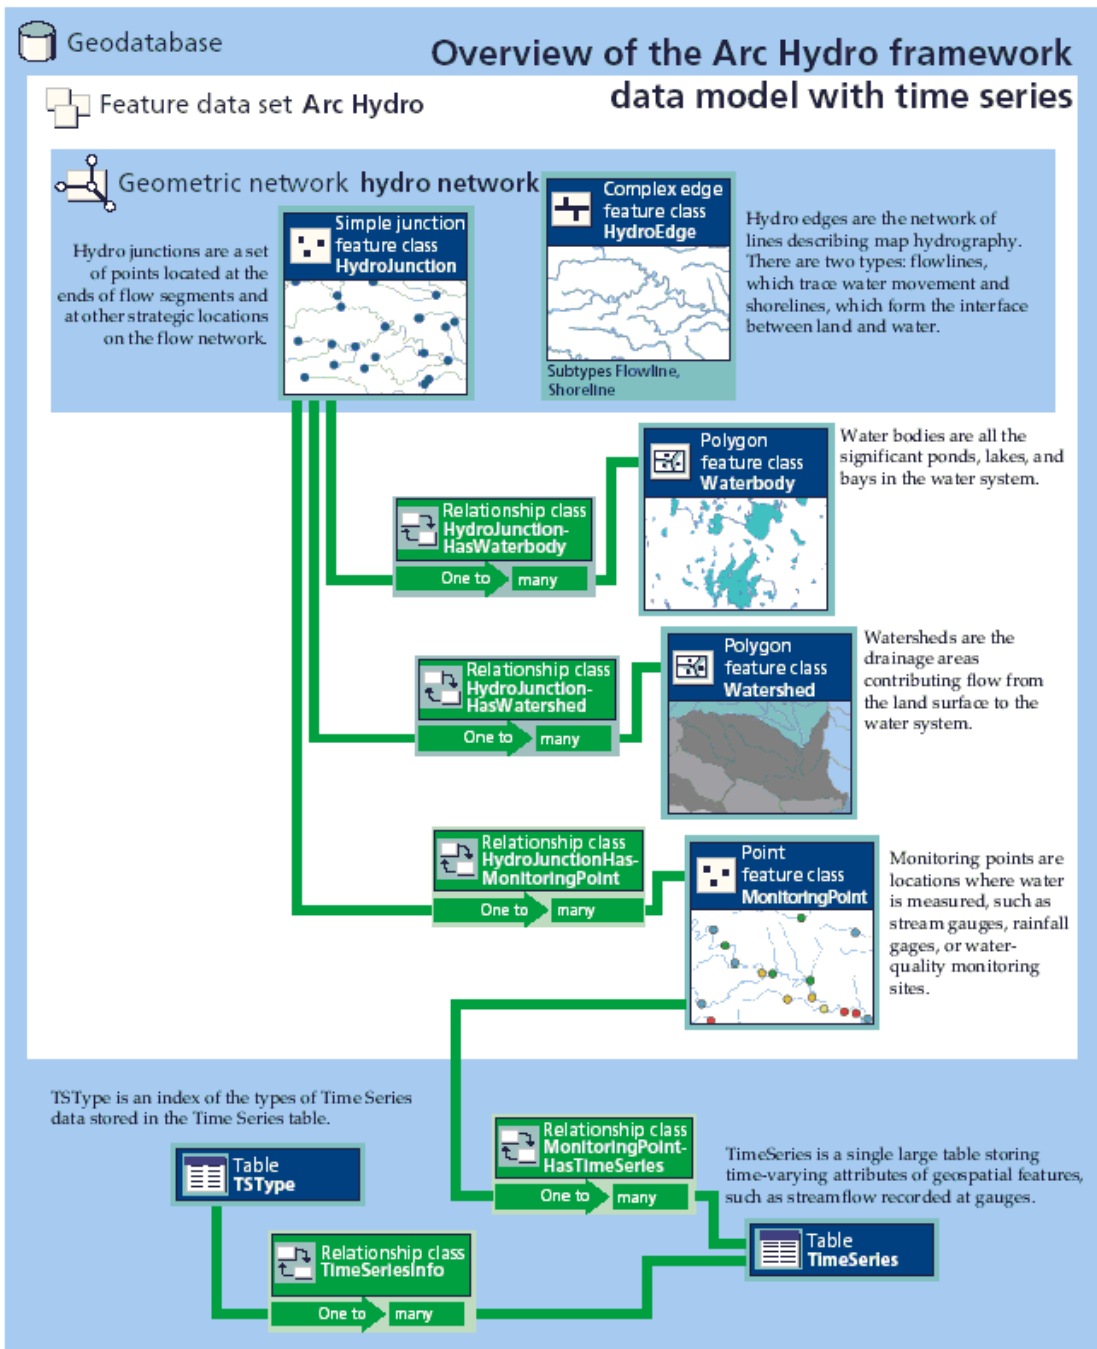 Geodatabase
Overview of the Arc Hydro framework
data model with time series
Feature data set Arc Hydro
Geometric network hydro network
Hydro junctions are a set
of points located at the
ends of flow segments and
at other strategic locations
on the flow network.
Simple junction
feature class
HydroJunction
Complex edge
feature class
HydroEdge
Subtypes Flowline,
Shoreline
Hydro edges are the network of
lines describing map hydrography.
There are two types: flowlines,
which trace water movement and
shorelines, which form the interface
between land and water.
Relationship class
HydroJunction-
HasWaterbody
One to many
Polygon
feature class
Waterbody
Water bodies are all the
significant ponds, lakes, and
bays in the water system.
Relationship class
HydroJunction-
HasWatershed
One to many
Polygon
feature class
Watershed
Watersheds are the
drainage areas
contributing flow from
the land surface to the
water system.
Relationship class
HydroJunctionHas-
MonitoringPoint
One to many
Point
feature class
MonitoringPoint
Monitoring points are
locations where water
is measured, such as
stream gauges, rainfall
gages, or water-
quality monitoring
sites.
TSType is an index of the types of Time Series
data stored in the Time Series table.
Table
TSType
Relationship class
MonitoringPoint-
HasTimeSeries
One to many
TimeSeries is a single large table storing
time-varying attributes of geospatial features,
such as streamflow recorded at gauges.
Table
TimeSeries
Relationship class
TimeSeriesInfo
One to many